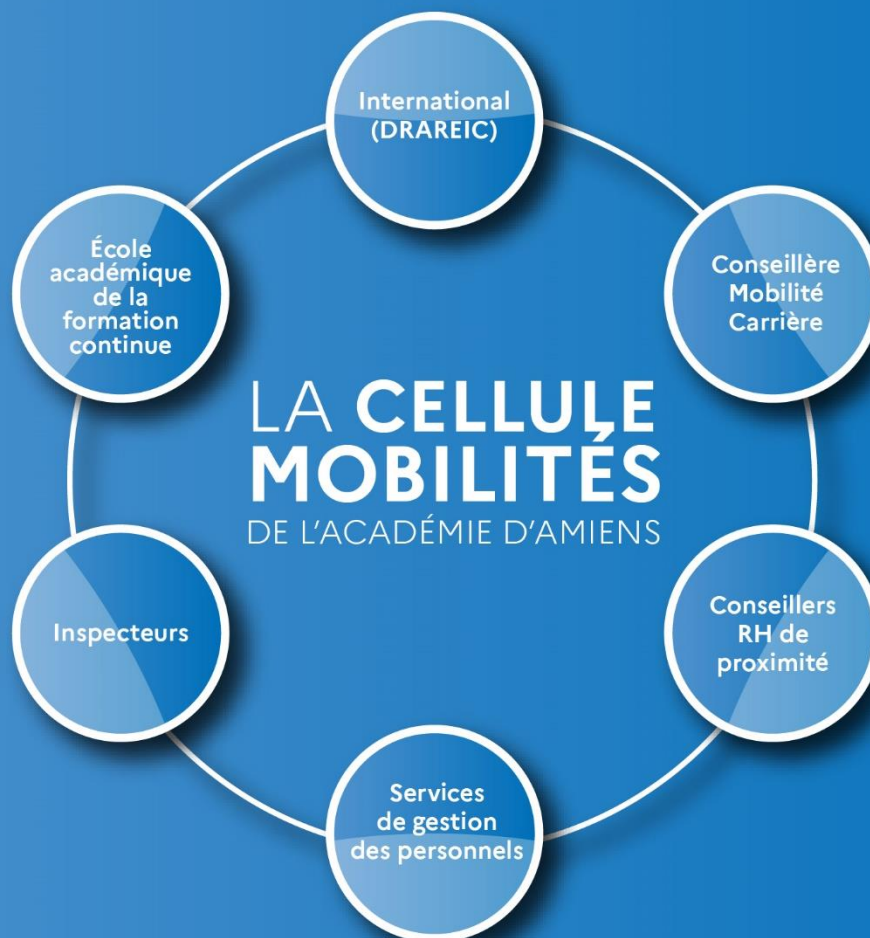 International
(DRAREIC)
École
académique
de la
formation
continue
Conseillère
Mobilité
Carrière
LA CELLULE
MOBILITÉS
DE L'ACADÉMIE D'AMIENS
Inspecteurs
Conseillers
RH de
proximité
Services
de gestion
des personnels